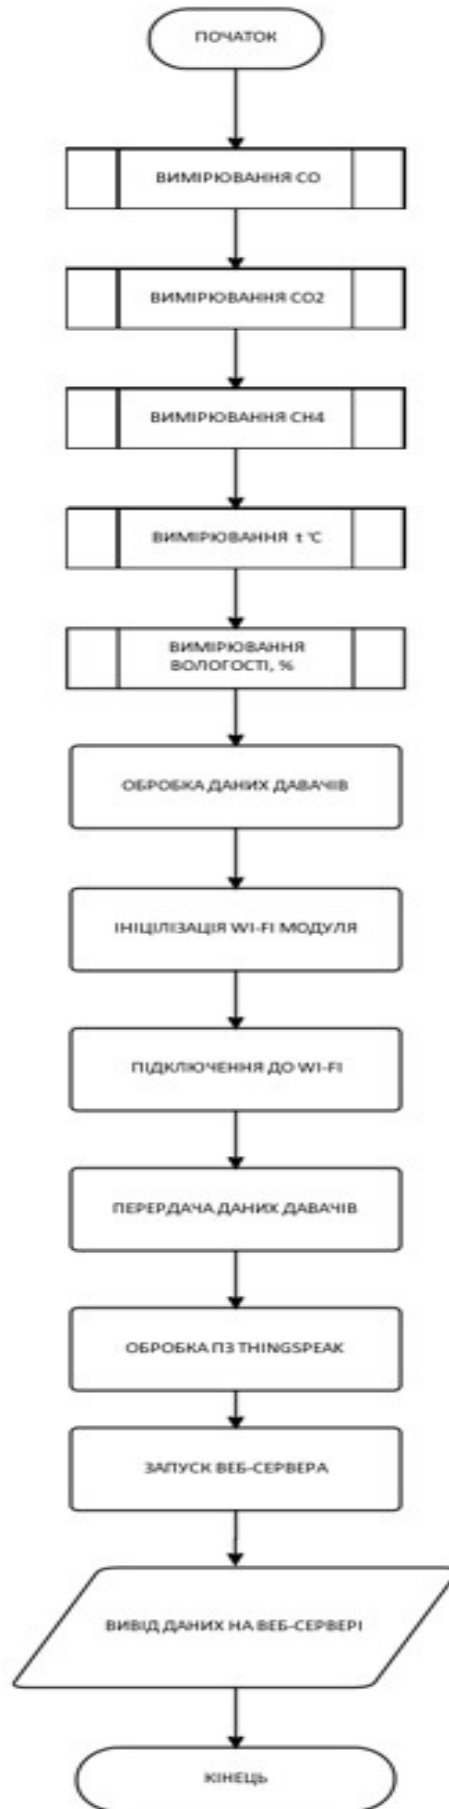 ПОЧАТОК
ВИМІРЮВАННЯ CO
ВИМІРЮВАННЯ CO2
ВИМІРЮВАННЯ CH4
ВИМІРЮВАННЯ t ℃
ВИМІРЮВАННЯ
ВОЛОГОСТІ, %
ОБРОБКА ДАНИХ ДАВАЧІВ
ІНІЦІЛІЗАЦІЯ WI-FI МОДУЛЯ
ПІДКЛЮЧЕННЯ ДО WI-FI
ПЕРЕРДАЧА ДАНИХ ДАВАЧІВ
ОБРОБКА ПЗ THINGSPEAK
ЗАПУСК ВЕБ-СЕРВЕРА
ВИВІД ДАНИХ НА ВЕБ-СЕРВЕРІ
КІНЕЦЬ